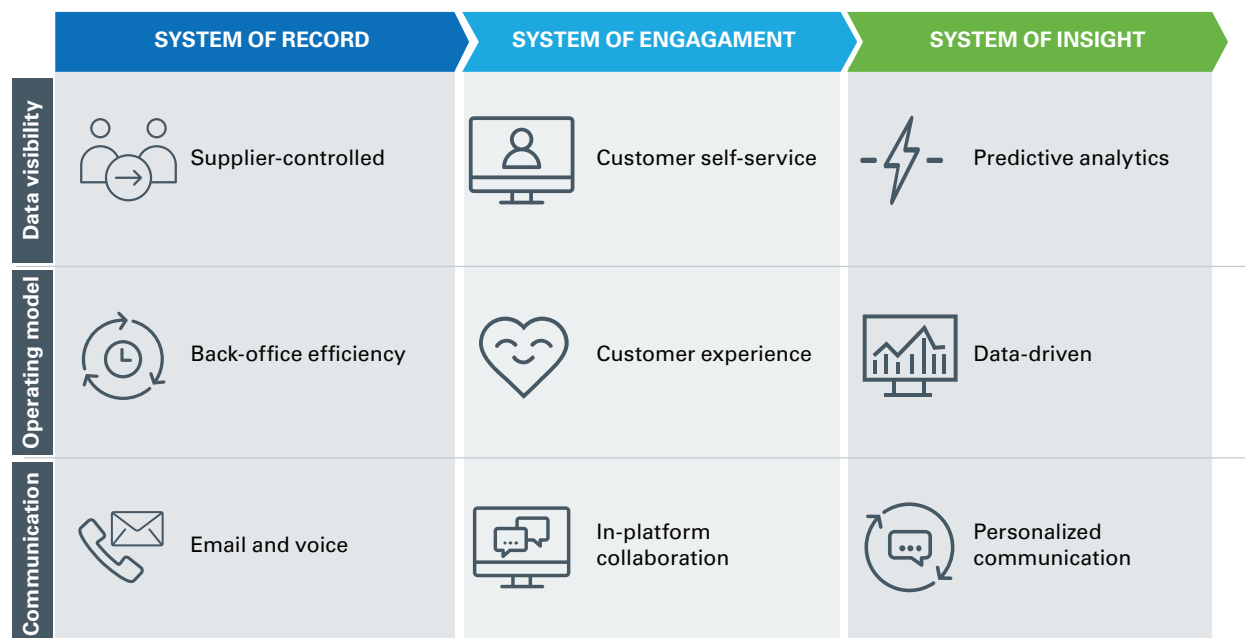 SYSTEM OF RECORD
SYSTEM OF ENGAGAMENT
SYSTEM OF INSIGHT
Data visibility
Supplier-controlled
Customer self-service
Predictive analytics
Operating model
Back-office efficiency
Customer experience
Data-driven
Communication
Email and voice
In-platform
collaboration
Personalized
communication